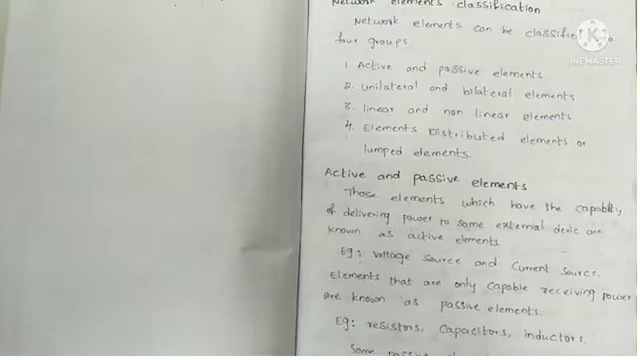 Network elements classification
Network elements can be classified
four groups.
1. Active and passive elements
2. unilateral and bilateral elements
3. linear and non linear elements
4. Elements Distributed elements or
lumped elements.
Active and passive elements
Those elements which have the capability
of delivering power to some external devic are
known as active elements
Eg: voltage source and current source.
Elements that are only capable receiving power
are known as passive elements.
Eg: resistors, capacitors, inductors.
Some
K
KINEMASTER